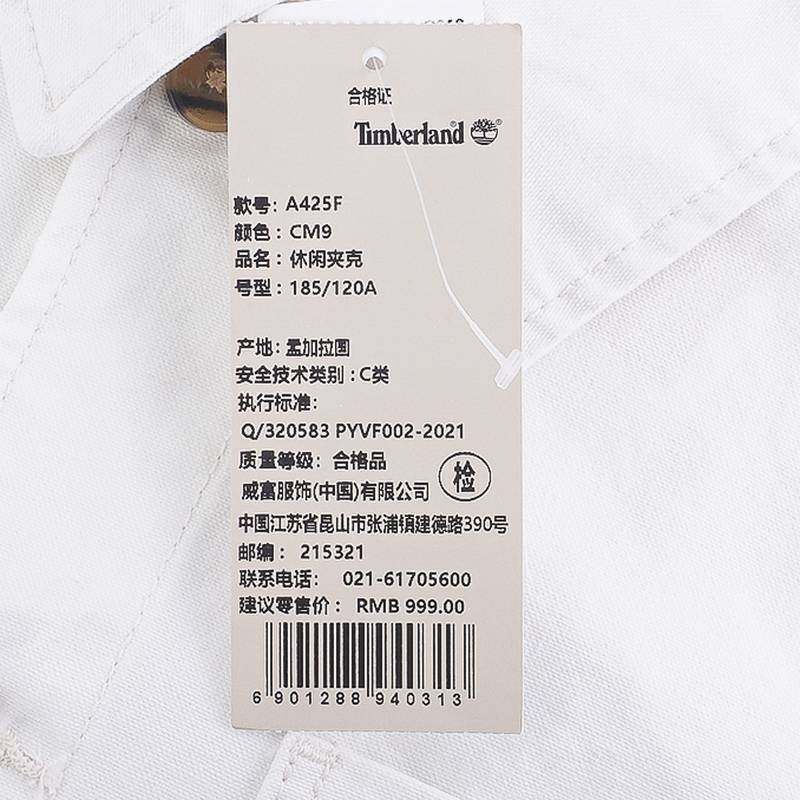 合格证
Timberland
款号: A425F
颜色: CM9
品名: 休闲夹克
号型: 185/120A
产地: 孟加拉国
安全技术类别: C类
执行标准:
Q/320583 PYVF002-2021
质量等级: 合格品
检
威富服饰(中国)有限公司
中国江苏省昆山市张浦镇建德路390号
邮编: 215321
联系电话: 021-61705600
建议零售价: RMB 999.00
6 901288 940313